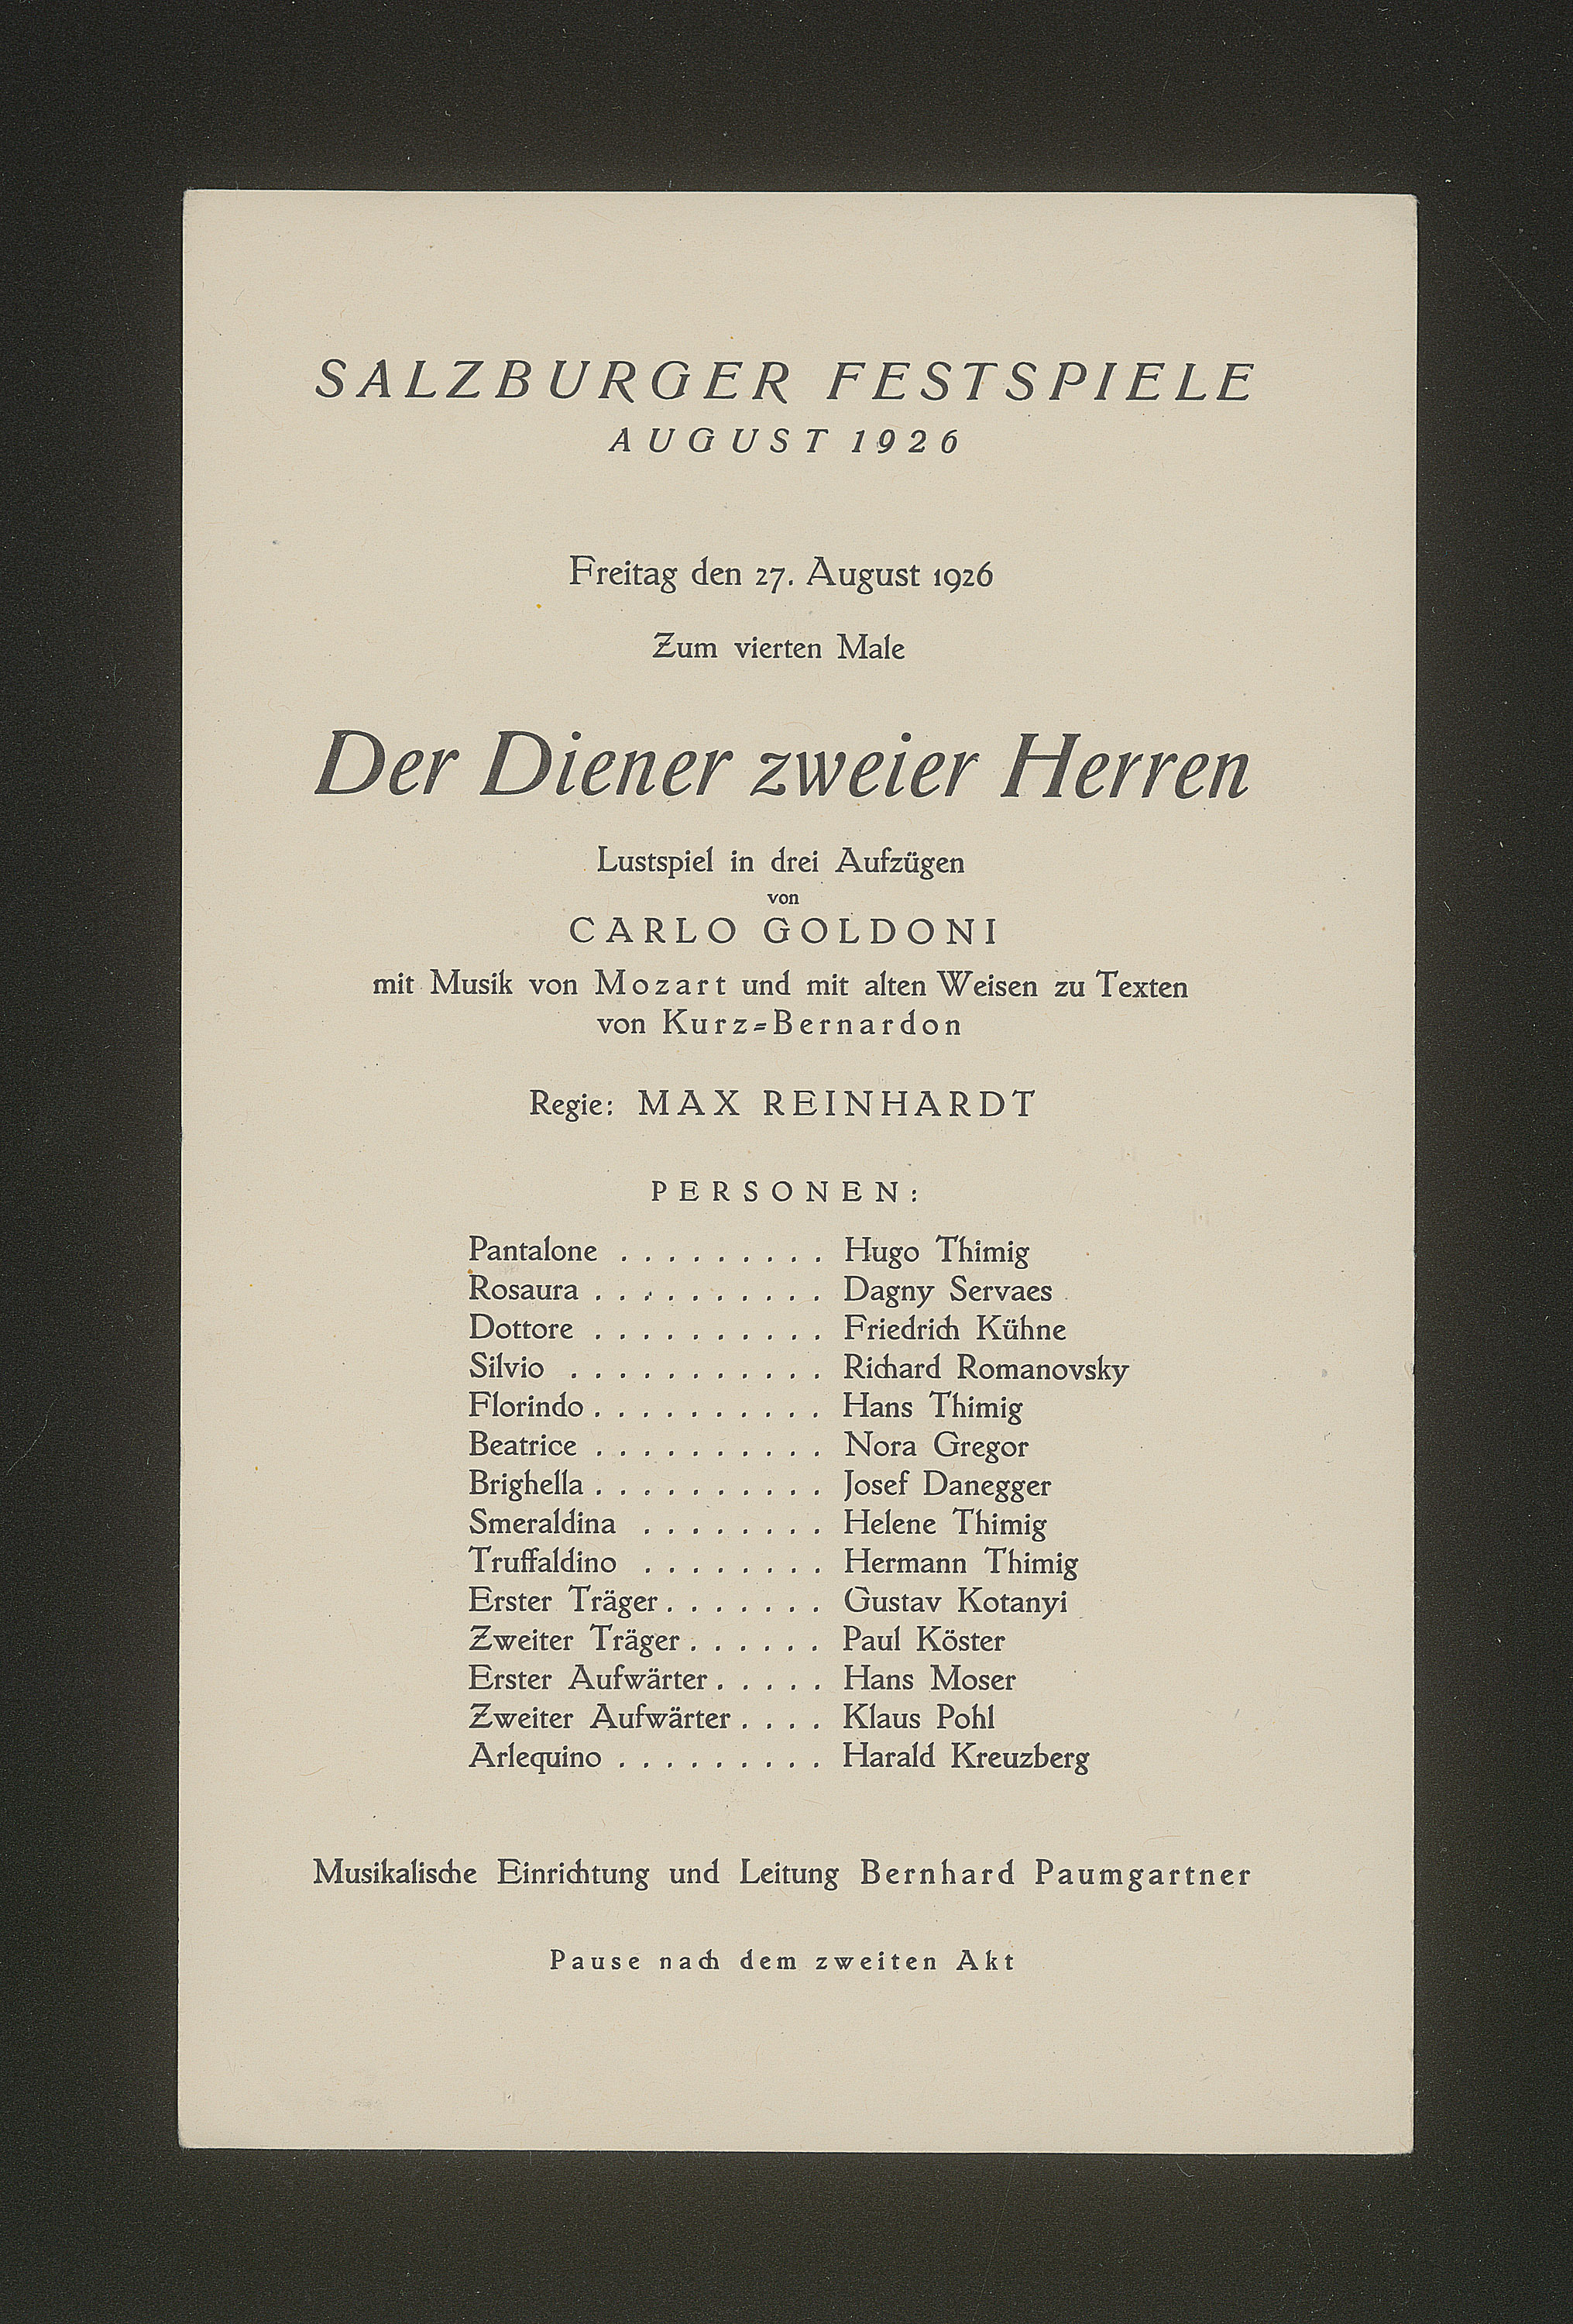 SALZBURGER FESTSPIELE
AUGUST 1926
Freitag den 27. August 1926
Zum vierten Male
Der Diener zweier Herren
Lustspiel in drei Aufzügen
von
CARLO GOLDONI
mit Musik von Mozart und mit alten Weisen zu Texten
von Kurz=Bernardon
Regie: MAX REINHARDT
PERSONEN:
Pantalone . . . . . . . . . Hugo Thimig
Rosaura . . . . . . . . . . Dagny Servaes
Dottore . . . . . . . . . . Friedrich Kühne
Silvio . . . . . . . . . . . Richard Romanovsky
Florindo . . . . . . . . . . Hans Thimig
Beatrice . . . . . . . . . . Nora Gregor
Brighella . . . . . . . . . . Josef Danegger
Smeraldina . . . . . . . . Helene Thimig
Truffaldino . . . . . . . . Hermann Thimig
Erster Träger . . . . . . . Gustav Kotanyi
Zweiter Träger . . . . . . Paul Köster
Erster Aufwärter . . . . . Hans Moser
Zweiter Aufwärter . . . . Klaus Pohl
Arlequino . . . . . . . . . Harald Kreuzberg
Musikalische Einrichtung und Leitung Bernhard Paumgartner
Pause nach dem zweiten Akt